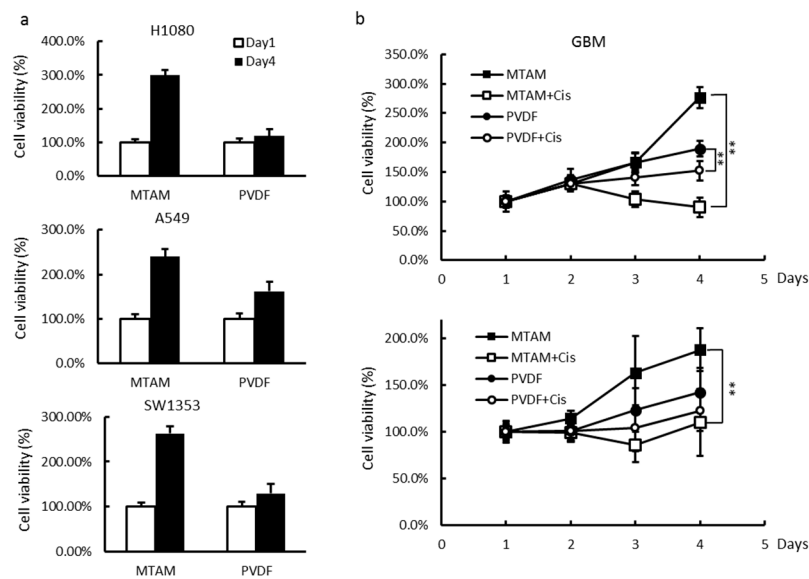 a
H1080
400.0%
300.0%
200.0%
100.0%
0.0%
Cell viability (%)
Day1
Day4
MTAM PVDF
A549
300.0%
200.0%
100.0%
0.0%
Cell viability (%)
MTAM PVDF
SW1353
300.00%
200.00%
100.00%
0.00%
Cell viability (%)
MTAM PVDF
b
GBM
350.0%
300.0%
250.0%
200.0%
150.0%
100.0%
50.0%
0.0%
Cell viability (%)
MTAM
MTAM+Cis
PVDF
PVDF+Cis
**
**
0 1 2 3 4 5 Days
200.0%
150.0%
100.0%
50.0%
0.0%
Cell viability (%)
MTAM
MTAM+Cis
PVDF
PVDF+Cis
**
0 1 2 3 4 5 Days